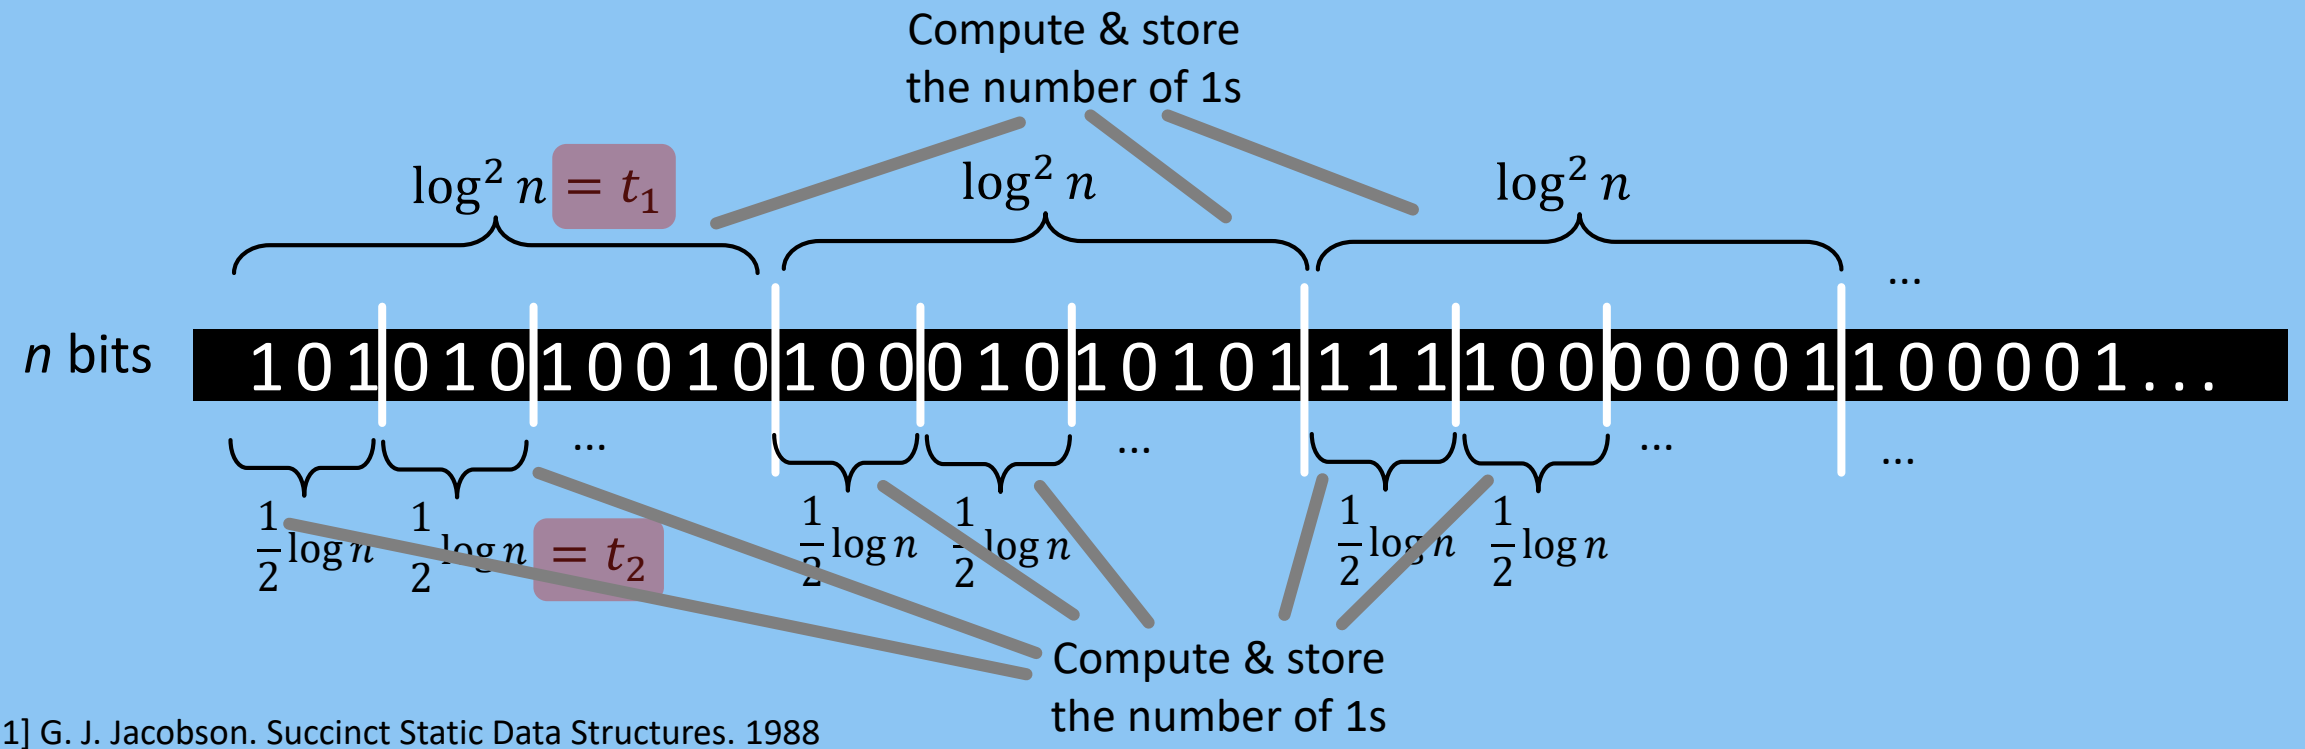 Compute & store
the number of 1s
log² n = t₁ log² n log² n
...
n bits 1 0 1 0 1 0 1 0 0 1 0 1 0 0 0 1 0 1 0 1 0 1 1 1 1 1 0 0 0 0 0 0 1 1 0 0 0 0 1 . . .
... ... ... ...
1/2 log n 1/2 log n = t₂ 1/2 log n 1/2 log n 1/2 log n 1/2 log n
Compute & store
the number of 1s
1] G. J. Jacobson. Succinct Static Data Structures. 1988